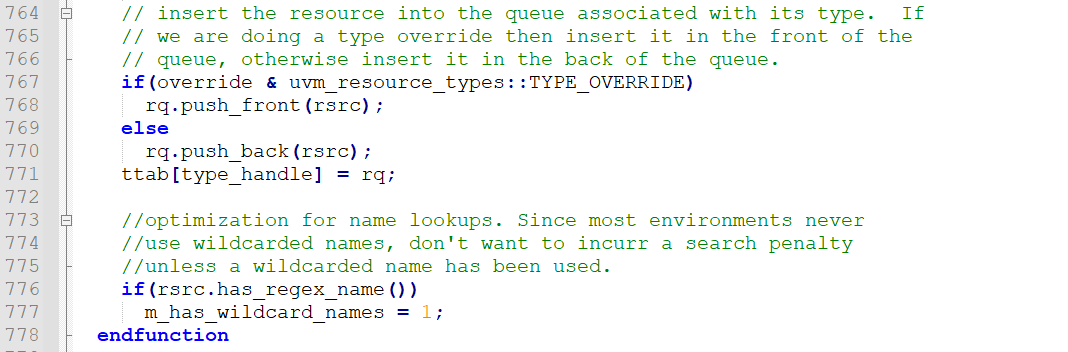 764 // insert the resource into the queue associated with its type.  If
765 // we are doing a type override then insert it in the front of the
766 // queue, otherwise insert it in the back of the queue.
767 if(override & uvm_resource_types::TYPE_OVERRIDE)
768   rq.push_front(rsrc);
769 else
770   rq.push_back(rsrc);
771 ttab[type_handle] = rq;
772
773 //optimization for name lookups. Since most environments never
774 //use wildcarded names, don't want to incurr a search penalty
775 //unless a wildcarded name has been used.
776 if(rsrc.has_regex_name())
777   m_has_wildcard_names = 1;
778 endfunction